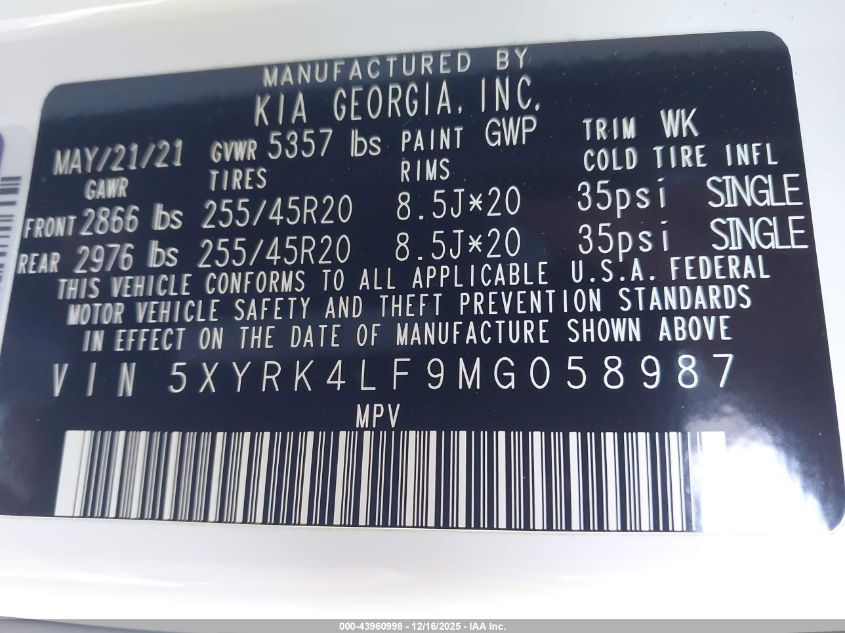 MANUFACTURED BY
KIA GEORGIA, INC.
MAY/21/21 GVWR 5357 lbs PAINT GWP TRIM WK
GAWR TIRES RIMS COLD TIRE INFL
FRONT 2866 lbs 255/45R20 8.5J*20 35psi SINGLE
REAR 2976 lbs 255/45R20 8.5J*20 35psi SINGLE
THIS VEHICLE CONFORMS TO ALL APPLICABLE U.S.A. FEDERAL
MOTOR VEHICLE SAFETY AND THEFT PREVENTION STANDARDS
IN EFFECT ON THE DATE OF MANUFACTURE SHOWN ABOVE
VIN 5XYRK4LF9MG058987
MPV
000-43960998 - 12/16/2025 - IAA Inc.